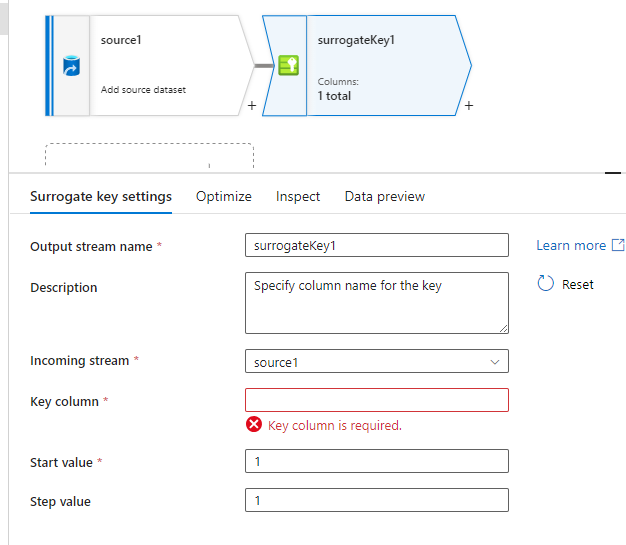 source1
Add source dataset
+
surrogateKey1
Columns:
1 total
+
Surrogate key settings Optimize Inspect Data preview
Output stream name * surrogateKey1 Learn more
Description Specify column name for the key Reset
Incoming stream * source1
Key column *
Key column is required.
Start value * 1
Step value 1